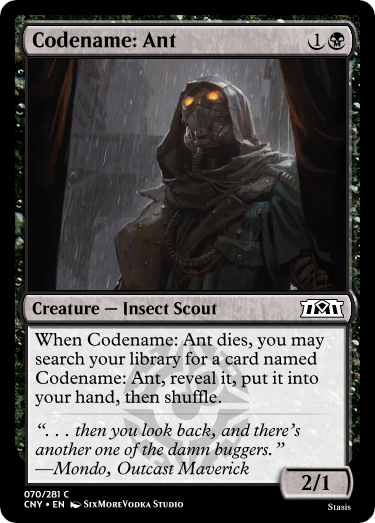 Codename: Ant 1
Creature — Insect Scout
When Codename: Ant dies, you may
search your library for a card named
Codename: Ant, reveal it, put it into
your hand, then shuffle.
“. . . then you look back, and there’s
another one of the damn buggers.”
—Mondo, Outcast Maverick
2/1
070/281 C
CNY • EN SixMoreVodka Studio
Stasis